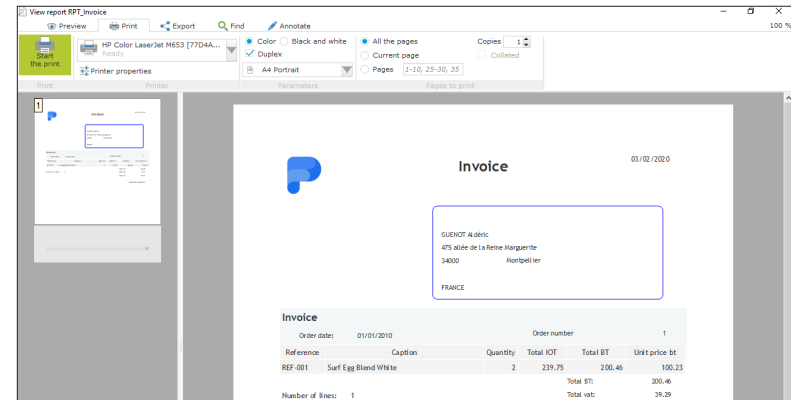 View report RPT_Invoice
Preview Print Export Find Annotate
100 %
Start the print
HP Color LaserJet M653 [77D4A...
Ready
Printer properties
Color Black and white
Duplex
A4 Portrait
All the pages
Current page
Pages 1-10, 25-30, 35
Copies 1
Collated
Print Printer Parameters Pages to print
1
Invoice
03/02/2020
GUENOT Aldéric
475 allée de la Reine Marguerite
34000 Montpellier
FRANCE
Invoice
Order date: 01/01/2010 Order number 1
Reference Caption Quantity Total IOT Total BT Unit price bt
REF-001 Surf Egg Blend White 2 239.75 200.46 100.23
Total BT: 200.46
Number of lines: 1 Total vat: 39.29